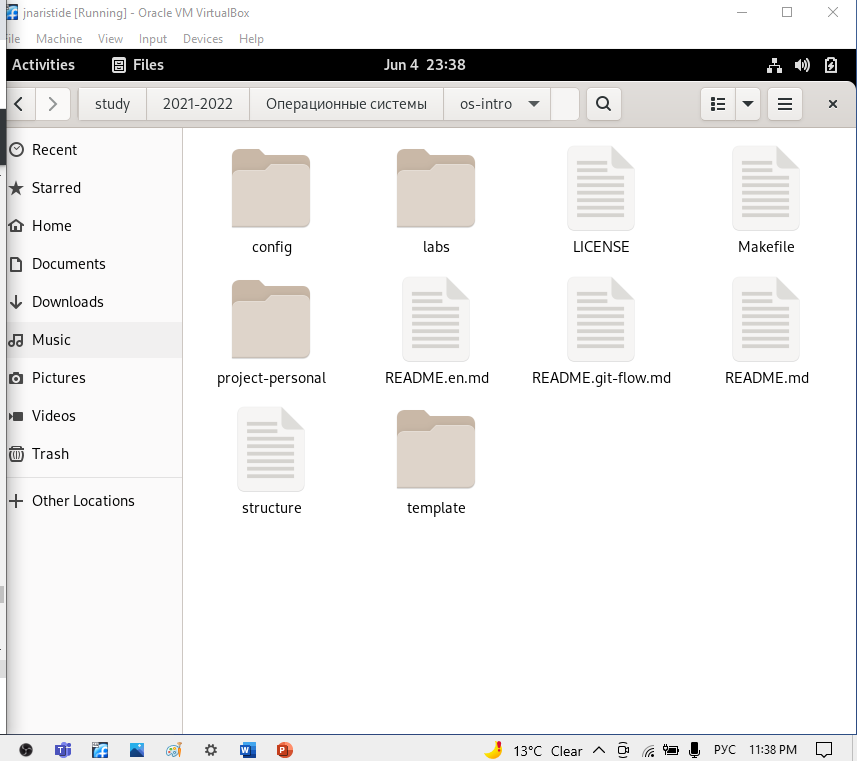 jnaristide [Running] - Oracle VM VirtualBox
File Machine View Input Devices Help
Activities Files Jun 4 23:38
study 2021-2022 Операционные системы os-intro
Recent
Starred
Home
Documents
Downloads
Music
Pictures
Videos
Trash
Other Locations
config labs LICENSE Makefile
project-personal README.en.md README.git-flow.md README.md
structure template
13°C Clear РУС 11:38 PM